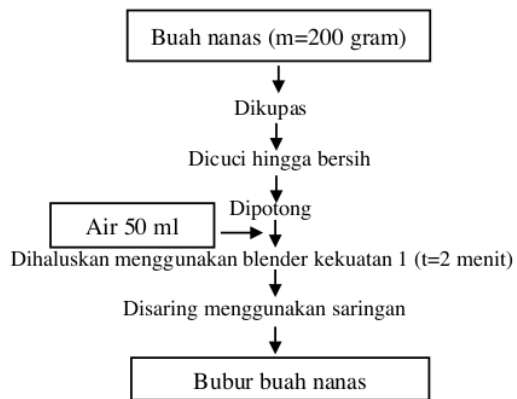 Buah nanas (m=200 gram)
Dikupas
Dicuci hingga bersih
Dipotong
Air 50 ml
Dihaluskan menggunakan blender kekuatan 1 (t=2 menit)
Disaring menggunakan saringan
Bubur buah nanas